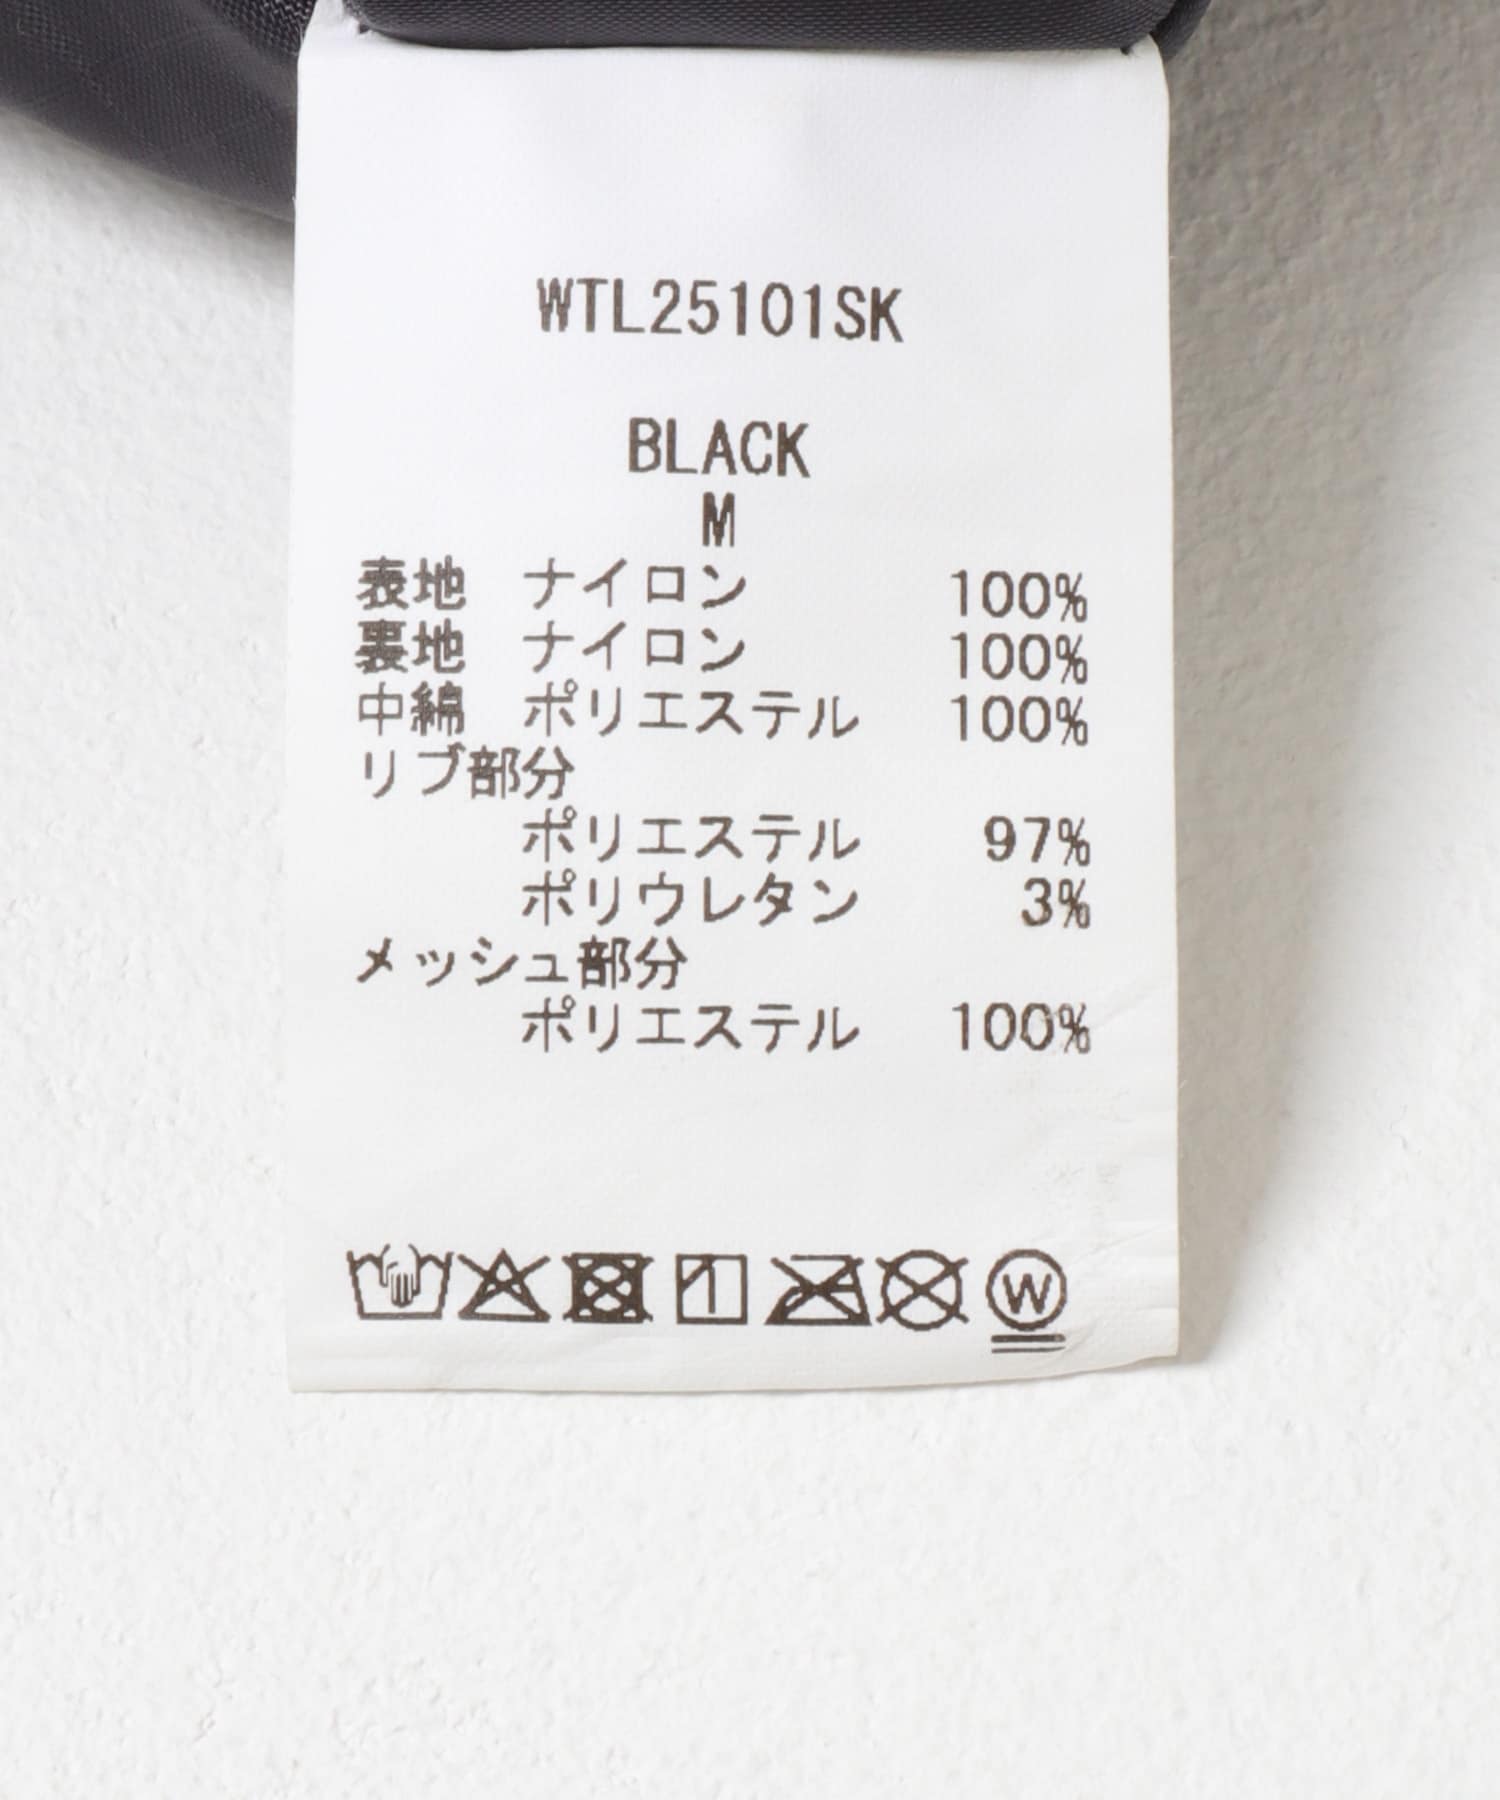 WTL25101SK
BLACK
M
表地 ナイロン 100%
裏地 ナイロン 100%
中綿 ポリエステル 100%
リブ部分
ポリエステル 97%
ポリウレタン 3%
メッシュ部分
ポリエステル 100%
W